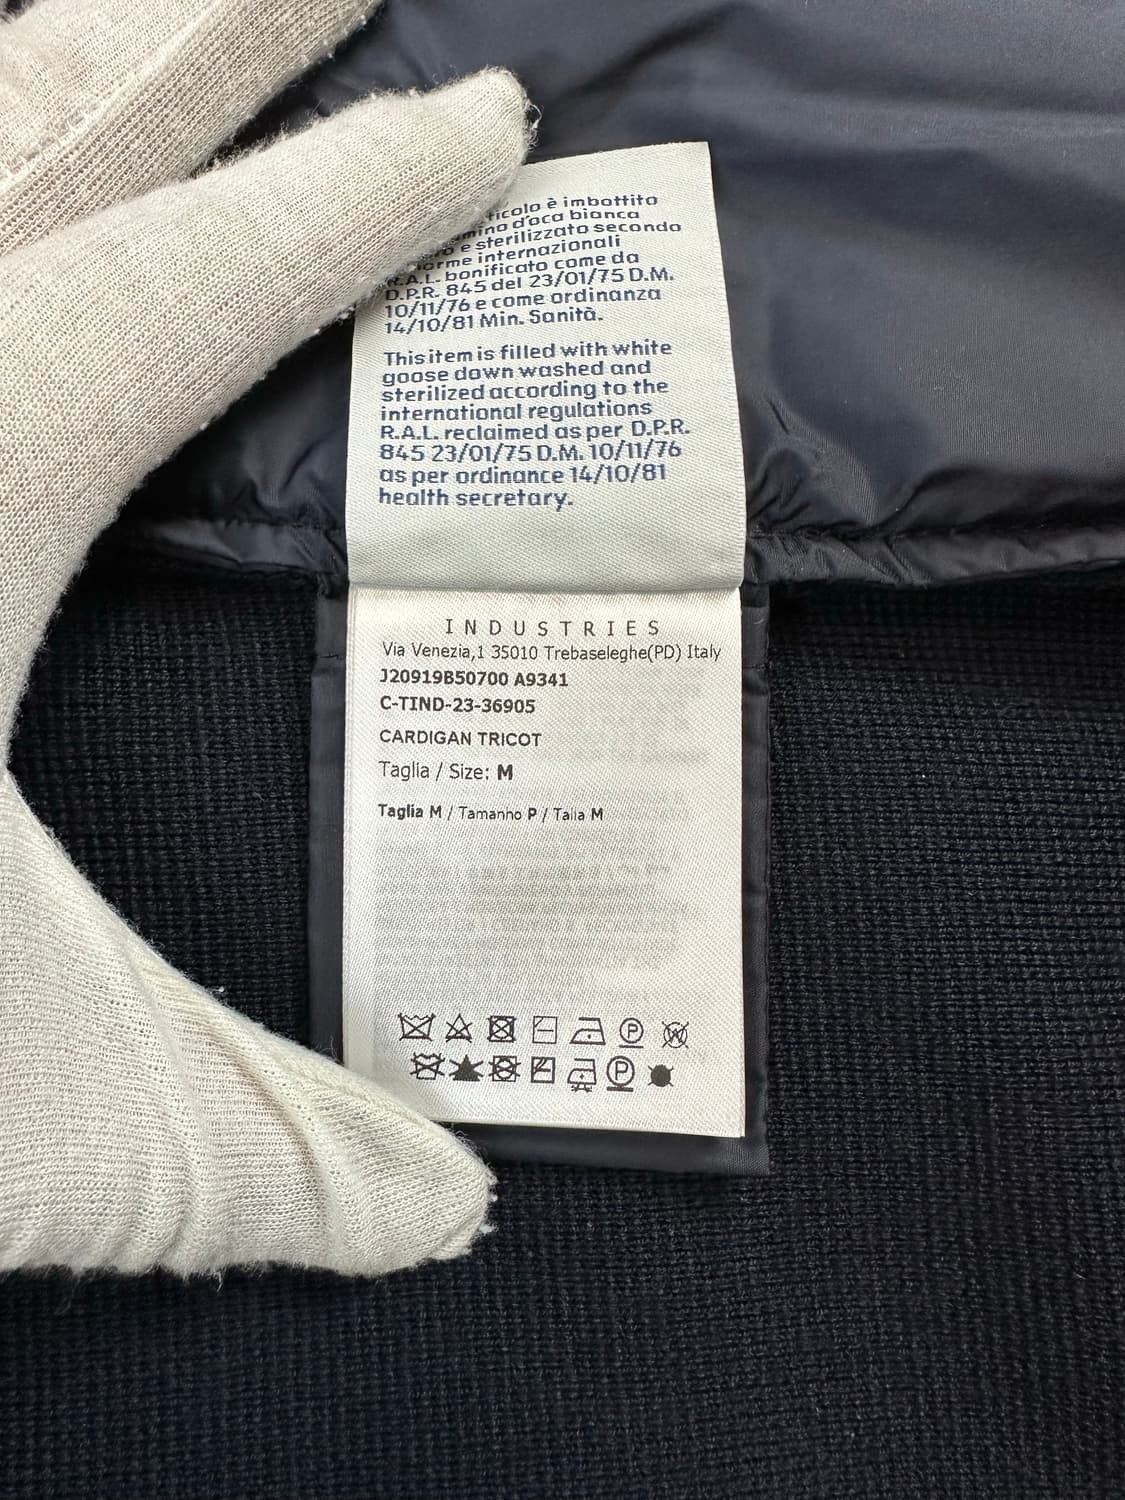 è imbottito
d'oca bianca
e sterilizzato secondo
internazionali
R.A.L. bonificato come da
D.P.R. 845 del 23/01/75 D.M.
10/11/76 e come ordinanza
14/10/81 Min. Sanità.
This item is filled with white
goose down washed and
sterilized according to the
international regulations
R.A.L. reclaimed as per D.P.R.
845 23/01/75 D.M. 10/11/76
as per ordinance 14/10/81
health secretary.
INDUSTRIES
Via Venezia,1 35010 Trebaseleghe(PD) Italy
J20919B50700 A9341
C-TIND-23-36905
CARDIGAN TRICOT
Taglia / Size: M
Taglia M / Tamanho P / Talla M